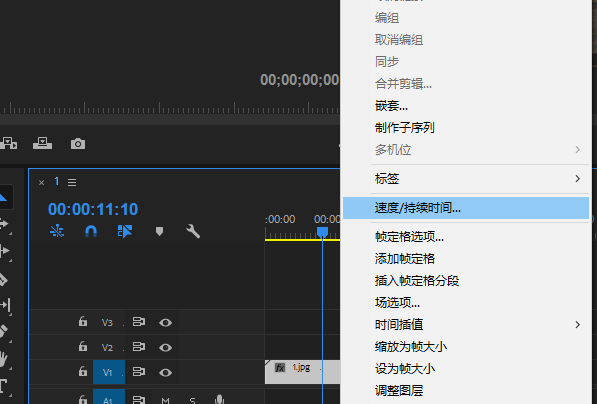 编组
取消编组
同步
合并剪辑...
嵌套...
制作子序列
多机位
标签
速度/持续时间...
帧定格选项...
添加帧定格
插入帧定格分段
场选项...
时间插值
缩放为帧大小
设为帧大小
调整图层
00;00;00;00
× 1
00:00:11:10
:00:00
00:00
V3
V2
V1
1.jpg
A1 M S